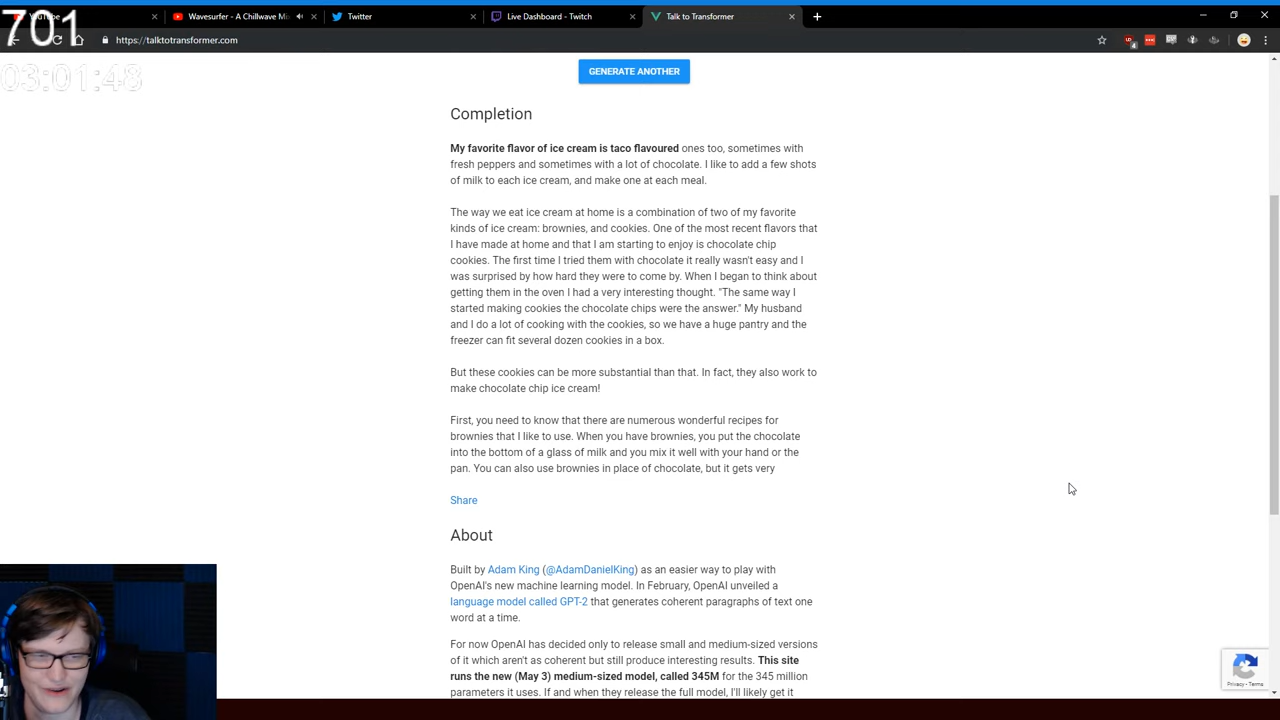 701
03:01:48
YouTube
Wavesurfer - A Chillwave Mi
Twitter
Live Dashboard - Twitch
Talk to Transformer
https://talktotransformer.com
4
GENERATE ANOTHER
Completion
My favorite flavor of ice cream is taco flavoured ones too, sometimes with
fresh peppers and sometimes with a lot of chocolate. I like to add a few shots
of milk to each ice cream, and make one at each meal.
The way we eat ice cream at home is a combination of two of my favorite
kinds of ice cream: brownies, and cookies. One of the most recent flavors that
I have made at home and that I am starting to enjoy is chocolate chip
cookies. The first time I tried them with chocolate it really wasn't easy and I
was surprised by how hard they were to come by. When I began to think about
getting them in the oven I had a very interesting thought. "The same way I
started making cookies the chocolate chips were the answer." My husband
and I do a lot of cooking with the cookies, so we have a huge pantry and the
freezer can fit several dozen cookies in a box.
But these cookies can be more substantial than that. In fact, they also work to
make chocolate chip ice cream!
First, you need to know that there are numerous wonderful recipes for
brownies that I like to use. When you have brownies, you put the chocolate
into the bottom of a glass of milk and you mix it well with your hand or the
pan. You can also use brownies in place of chocolate, but it gets very
Share
About
Built by Adam King (@AdamDanielKing) as an easier way to play with
OpenAI's new machine learning model. In February, OpenAI unveiled a
language model called GPT-2 that generates coherent paragraphs of text one
word at a time.
For now OpenAI has decided only to release small and medium-sized versions
of it which aren't as coherent but still produce interesting results. This site
runs the new (May 3) medium-sized model, called 345M for the 345 million
parameters it uses. If and when they release the full model, I'll likely get it
Privacy - Terms